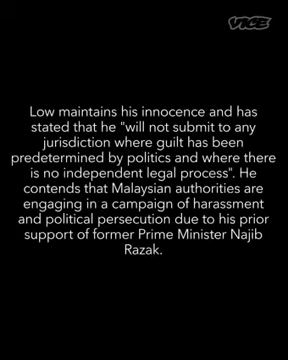 VICE
Low maintains his innocence and has
stated that he "will not submit to any
jurisdiction where guilt has been
predetermined by politics and where there
is no independent legal process". He
contends that Malaysian authorities are
engaging in a campaign of harassment
and political persecution due to his prior
support of former Prime Minister Najib
Razak.